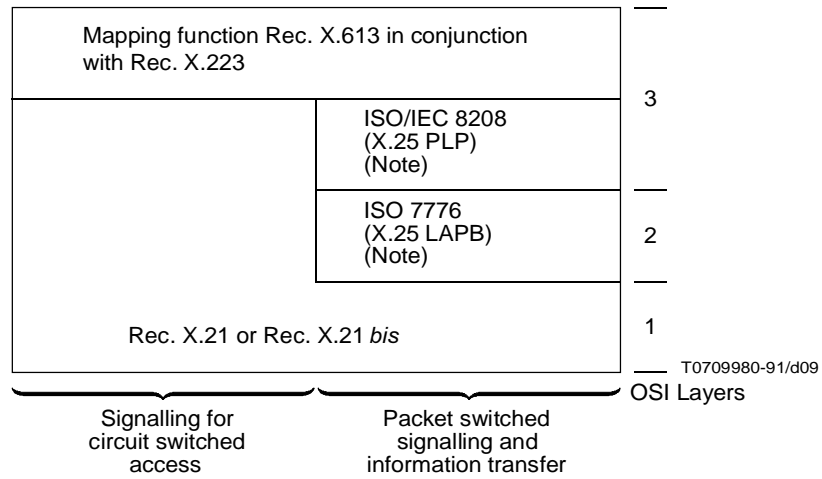 Mapping function Rec. X.613 in conjunction
with Rec. X.223
3
ISO/IEC 8208
(X.25 PLP)
(Note)
ISO 7776
(X.25 LAPB)
(Note)
2
Rec. X.21 or Rec. X.21 bis
1
T0709980-91/d09
OSI Layers
Signalling for
circuit switched
access
Packet switched
signalling and
information transfer